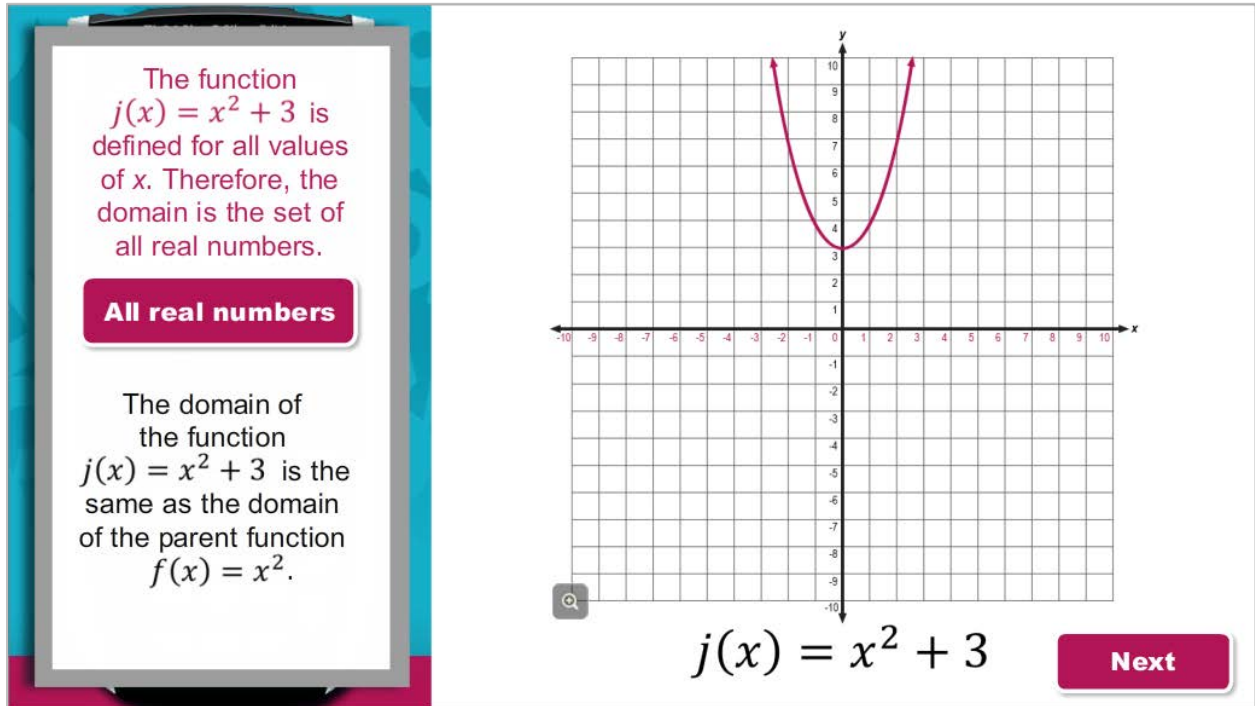 The function
j(x) = x² + 3 is
defined for all values
of x. Therefore, the
domain is the set of
all real numbers.
All real numbers
The domain of
the function
j(x) = x² + 3 is the
same as the domain
of the parent function
f(x) = x².
y
10
9
8
7
6
5
4
3
2
1
-10 -9 -8 -7 -6 -5 -4 -3 -2 -1 0 1 2 3 4 5 6 7 8 9 10 x
-1
-2
-3
-4
-5
-6
-7
-8
-9
-10
j(x) = x² + 3
Next